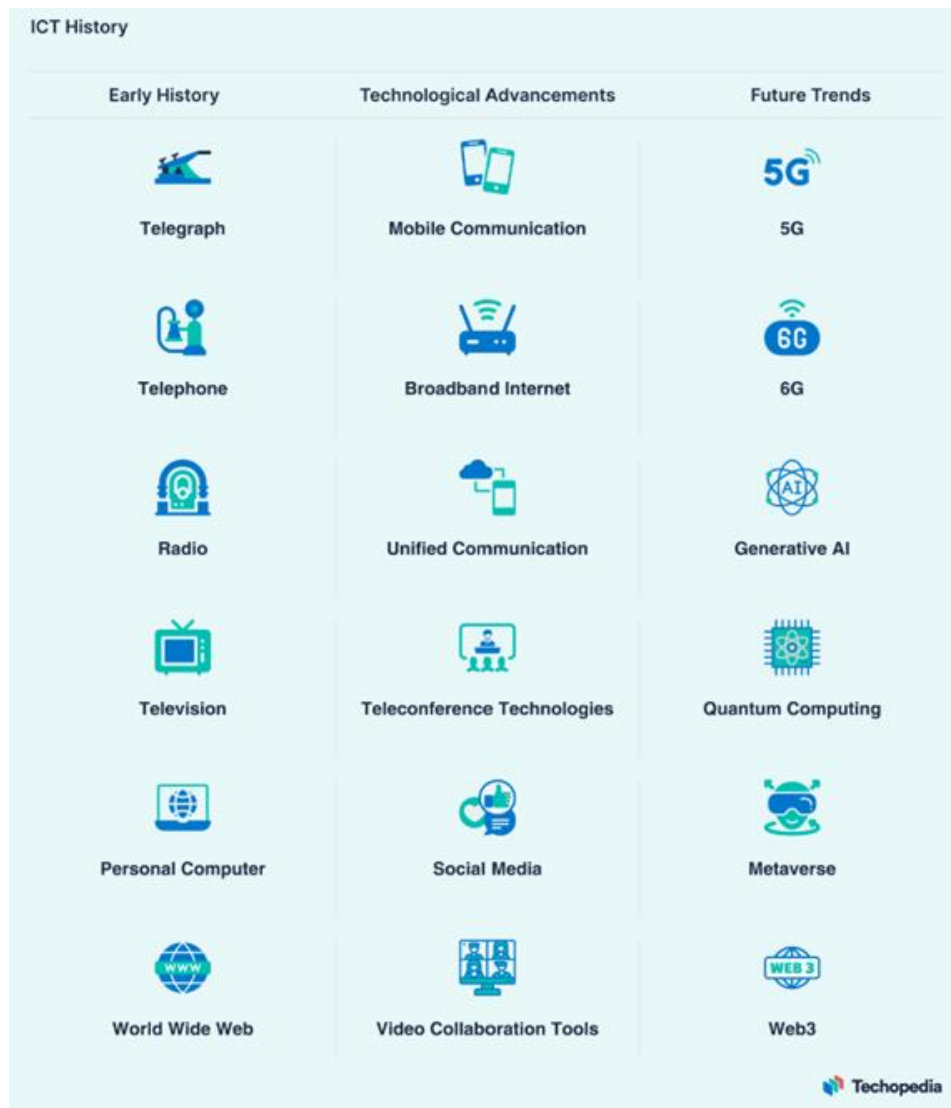 ICT History
Early History Technological Advancements Future Trends
5G
Telegraph Mobile Communication 5G
6G
Telephone Broadband Internet 6G
AI
Radio Unified Communication Generative AI
Television Teleconference Technologies Quantum Computing
Personal Computer Social Media Metaverse
WWW WEB 3
World Wide Web Video Collaboration Tools Web3
Techopedia